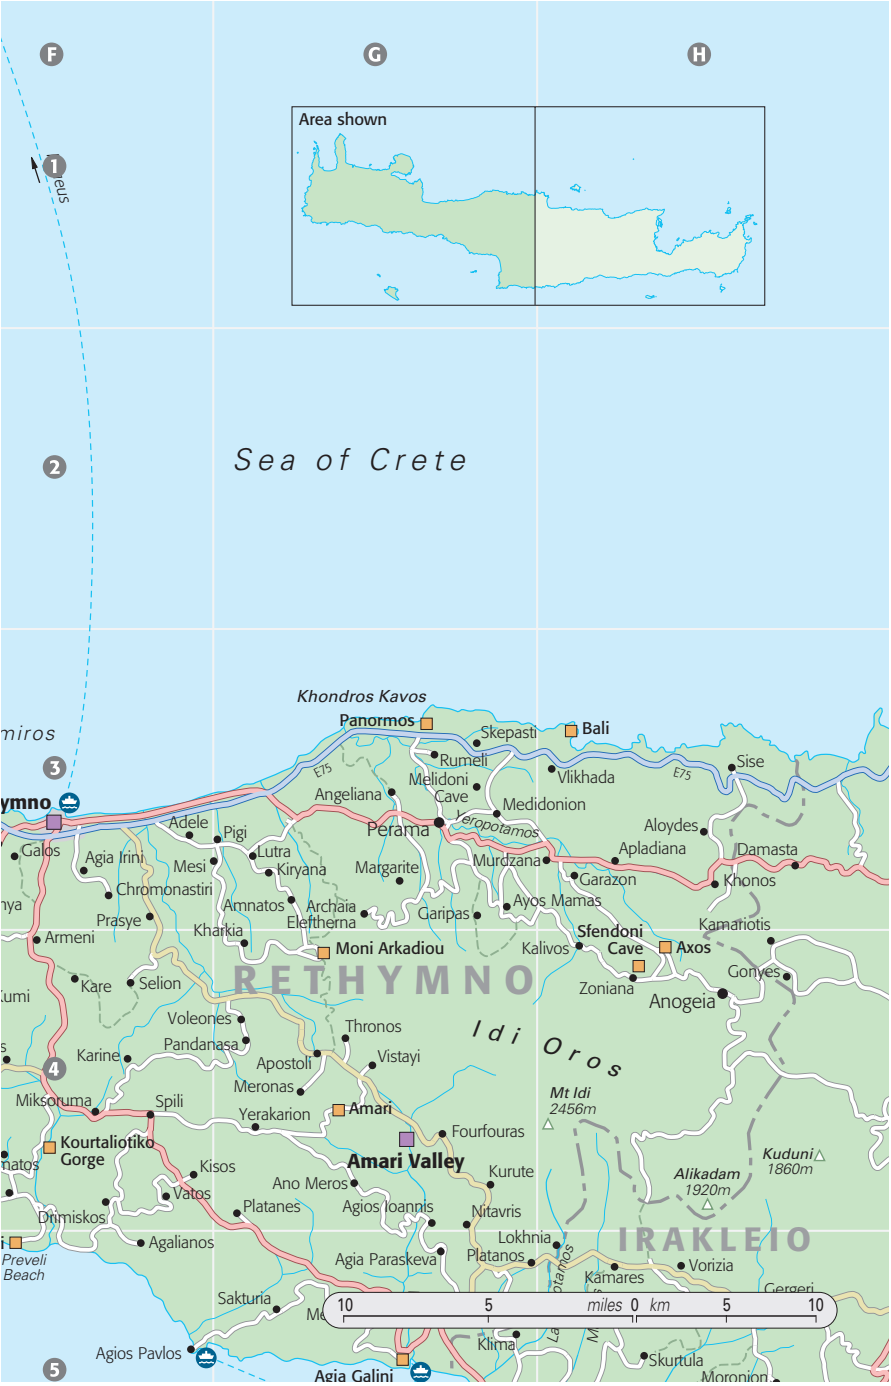 F
G
H
Area shown
1
2
Sea of Crete
Khondros Kavos
Panormos
Skepasti
Bali
Rumeli
E75
Melidoni
Cave
Vlikhada
E75
Sise
3
Angeliana
Medidonion
Perama
Yeropotamos
Aloydes
Adele
Pigi
Galos
Agia Irini
Mesi
Lutra
Kiryana
Margarite
Murdzana
Apladiana
Damasta
Garazon
Khonos
Chromonastiri
Amnatos
Archaia
Eleftherna
Garipas
Ayos Mamas
Prasye
Kharkia
Armeni
Moni Arkadiou
Kalivos
Sfendoni
Cave
Axos
Kamariotis
Gonyes
RETHYMNO
Kare
Selion
Zoniana
Anogeia
Voleones
Thronos
Idi Oros
Pandanasa
Karine
Apostoli
Vistayi
4
Meronas
Mt Idi
2456m
Miksoruma
Spili
Amari
Yerakarion
Kourtaliotiko
Gorge
Fourfouras
Amari Valley
Kuduni
1860m
Kisos
Alikadam
1920m
Vatos
Ano Meros
Kurute
Drimiskos
Platanes
Agios Ioannis
Nitavris
IRAKLEIO
Agalianos
Lokhnia
Agia Paraskeva
Platanos
Preveli
Beach
Kamares
Vorizia
Gergeri
Sakturia
10 5 miles 0 km 5 10
Klima
Agios Pavlos
Skurtula
5
Agia Galini
Moronion